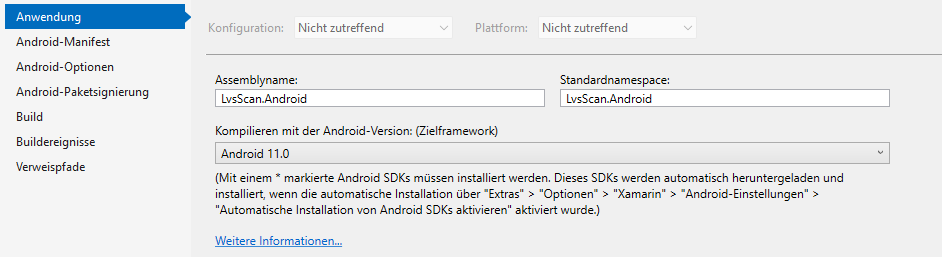 Anwendung
Android-Manifest
Android-Optionen
Android-Paketsignierung
Build
Buildereignisse
Verweispfade
Konfiguration: Nicht zutreffend Plattform: Nicht zutreffend
Assemblyname: Standardnamespace:
LvsScan.Android LvsScan.Android
Kompilieren mit der Android-Version: (Zielframework)
Android 11.0
(Mit einem * markierte Android SDKs müssen installiert werden. Dieses SDKs werden automatisch heruntergeladen und
installiert, wenn die automatische Installation über "Extras" > "Optionen" > "Xamarin" > "Android-Einstellungen" >
"Automatische Installation von Android SDKs aktivieren" aktiviert wurde.)
Weitere Informationen...